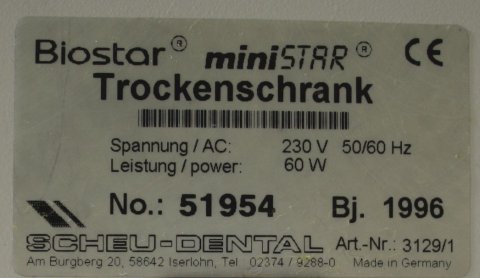 Biostar® miniSTAR® CE
Trockenschrank
Spannung / AC: 230 V 50/60 Hz
Leistung / power: 60 W
No.: 51954 Bj. 1996
SCHEU-DENTAL Art.-Nr.: 3129/1
Am Burgberg 20, 58642 Iserlohn, Tel 02374 / 9288-0 Made in Germany